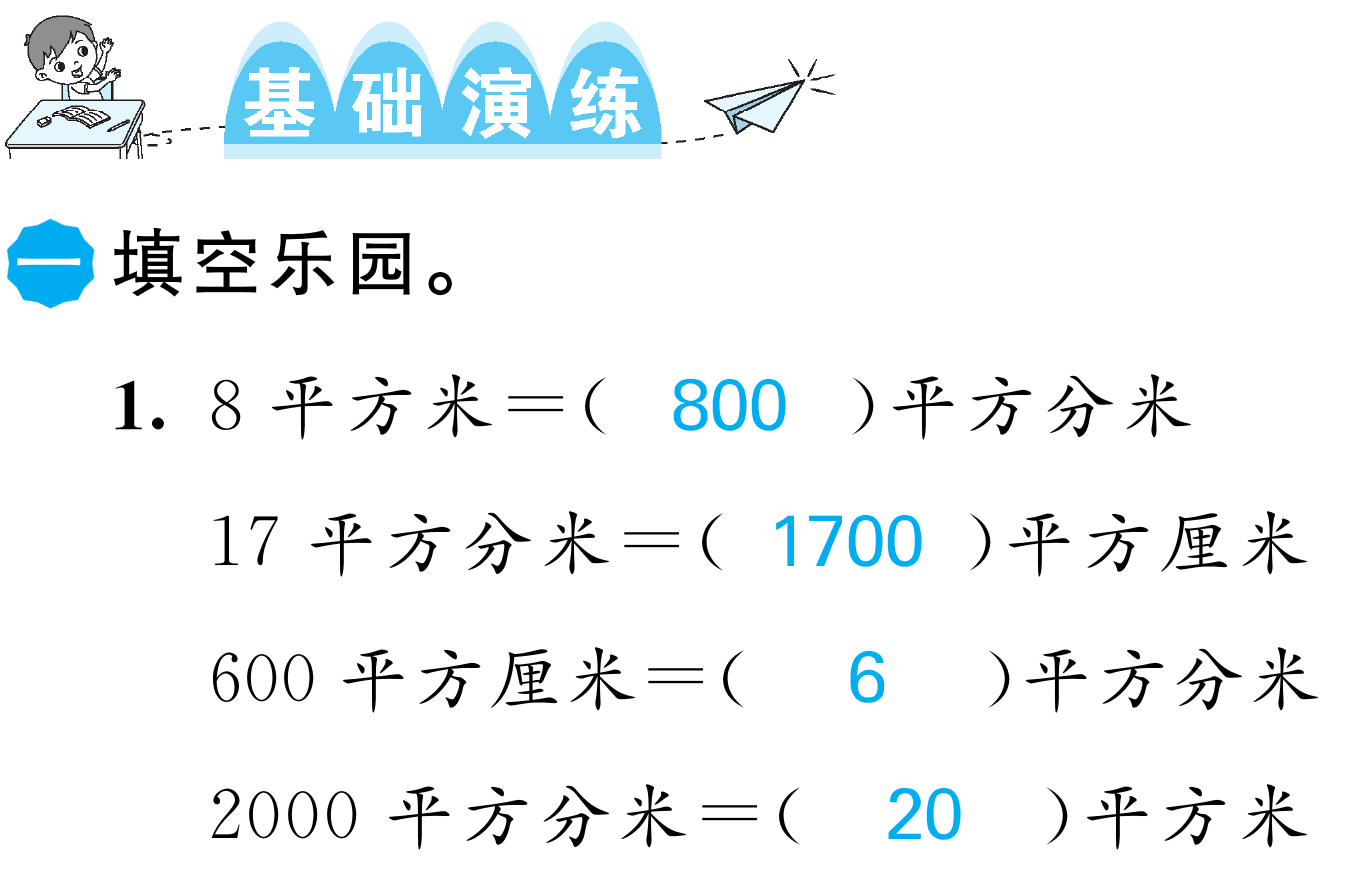 基础演练
一 填空乐园。
1. 8 平方米=( 800 )平方分米
17 平方分米=( 1700 )平方厘米
600 平方厘米=( 6 )平方分米
2000 平方分米=( 20 )平方米